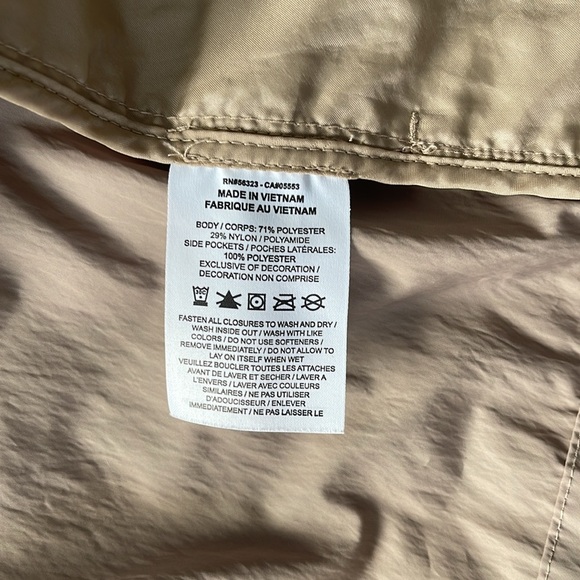 RN#56323 - CA#05553
MADE IN VIETNAM
FABRIQUE AU VIETNAM
BODY / CORPS: 71% POLYESTER
29% NYLON / POLYAMIDE
SIDE POCKETS / POCHES LATÉRALES:
100% POLYESTER
EXCLUSIVE OF DECORATION /
DECORATION NON COMPRISE
FASTEN ALL CLOSURES TO WASH AND DRY /
WASH INSIDE OUT / WASH WITH LIKE
COLORS / DO NOT USE SOFTENERS /
REMOVE IMMEDIATELY / DO NOT ALLOW TO
LAY ON ITSELF WHEN WET
VEUILLEZ BOUCLER TOUTES LES ATTACHES
AVANT DE LAVER ET SECHER / LAVER A
L'ENVERS / LAVER AVEC COULEURS
SIMILAIRES / NE PAS UTILISER
D'ADOUCISSEUR / ENLEVER
IMMEDIATEMENT / NE PAS LAISSER LE